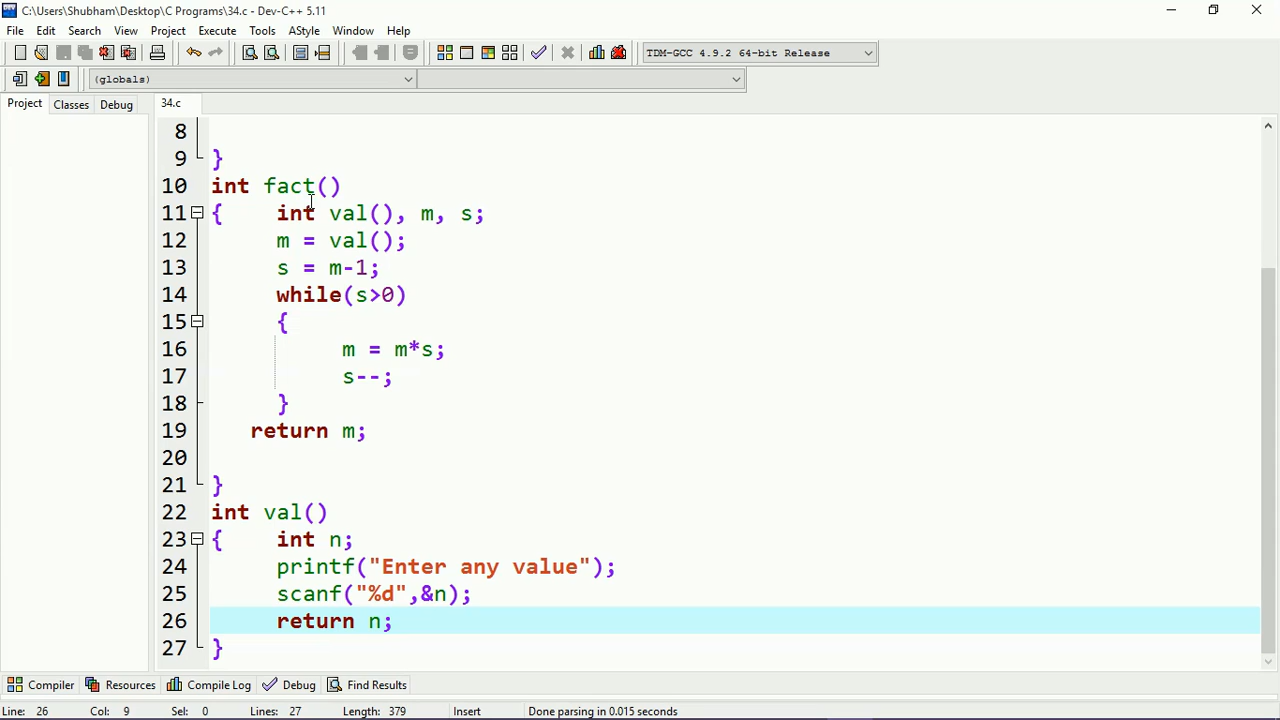 C:\Users\Shubham\Desktop\C Programs\34.c - Dev-C++ 5.11
File Edit Search View Project Execute Tools AStyle Window Help
TDM-GCC 4.9.2 64-bit Release
(globals)
Project Classes Debug 34.c
8
9 }
10 int fact()
11 { int val(), m, s;
12 m = val();
13 s = m-1;
14 while(s>0)
15 {
16 m = m*s;
17 s--;
18 }
19 return m;
20
21 }
22 int val()
23 { int n;
24 printf("Enter any value");
25 scanf("%d",&n);
26 return n;
27 }
Compiler Resources Compile Log Debug Find Results
Line: 26 Col: 9 Sel: 0 Lines: 27 Length: 379 Insert Done parsing in 0.015 seconds